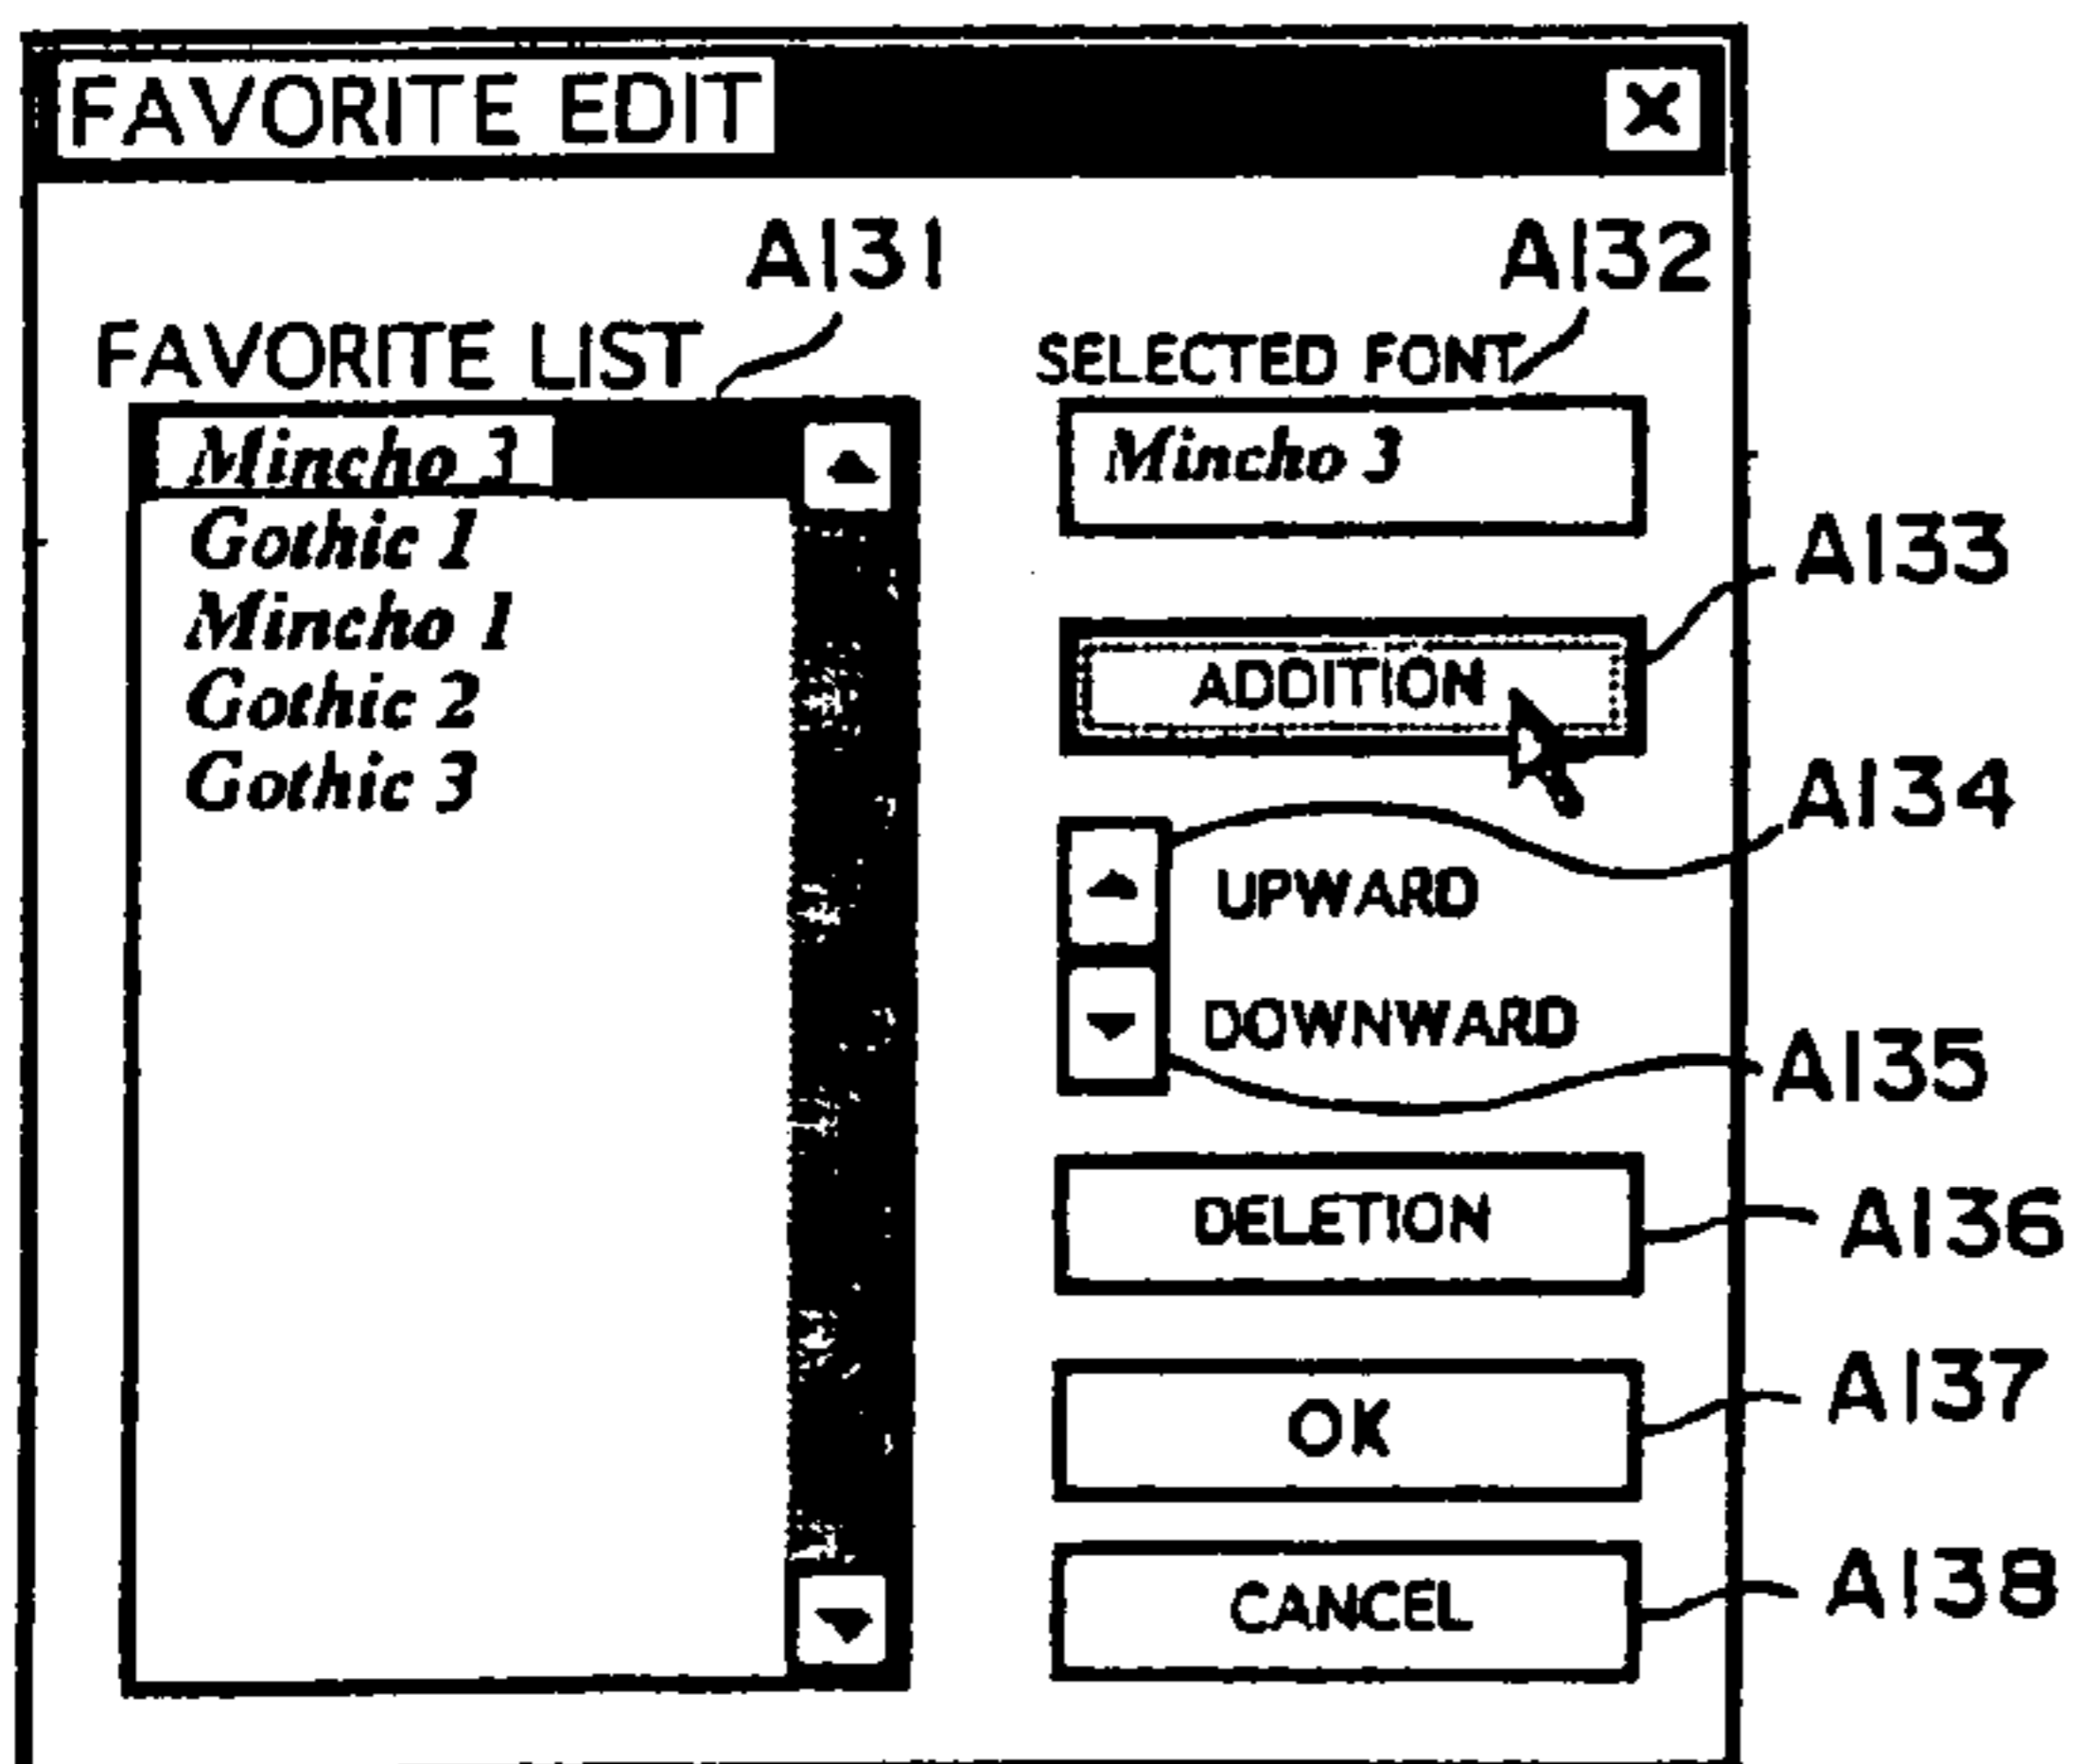 FAVORITE EDIT
A131
A132
FAVORITE LIST
SELECTED FONT
Mincho 3
Gothic 1
Mincho 1
Gothic 2
Gothic 3
Mincho 3
A133
ADDITION
A134
UPWARD
DOWNWARD
A135
DELETION
A136
OK
A137
CANCEL
A138